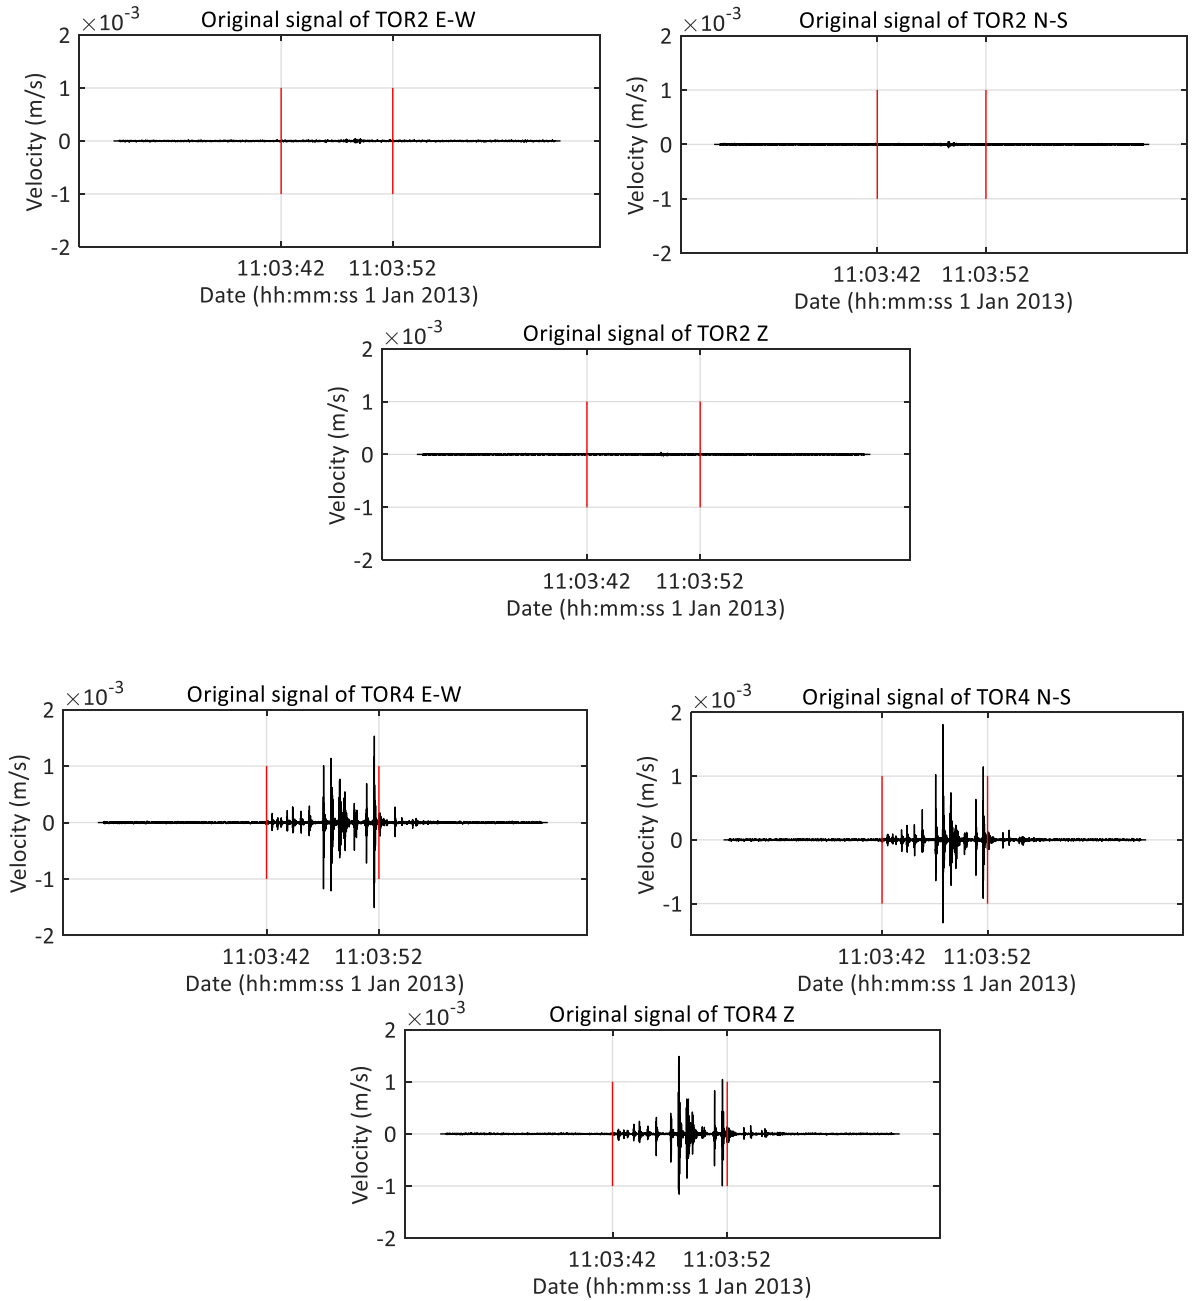 ×10-3
Original signal of TOR2 E-W
2
1
0
-1
-2
Velocity (m/s)
11:03:42 11:03:52
Date (hh:mm:ss 1 Jan 2013)
×10-3
Original signal of TOR2 N-S
2
1
0
-1
-2
Velocity (m/s)
11:03:42 11:03:52
Date (hh:mm:ss 1 Jan 2013)
×10-3
Original signal of TOR2 Z
2
1
0
-1
-2
Velocity (m/s)
11:03:42 11:03:52
Date (hh:mm:ss 1 Jan 2013)
×10-3
Original signal of TOR4 E-W
2
1
0
-1
-2
Velocity (m/s)
11:03:42 11:03:52
Date (hh:mm:ss 1 Jan 2013)
×10-3
Original signal of TOR4 N-S
2
1
0
-1
Velocity (m/s)
11:03:42 11:03:52
Date (hh:mm:ss 1 Jan 2013)
×10-3
Original signal of TOR4 Z
2
1
0
-1
-2
Velocity (m/s)
11:03:42 11:03:52
Date (hh:mm:ss 1 Jan 2013)